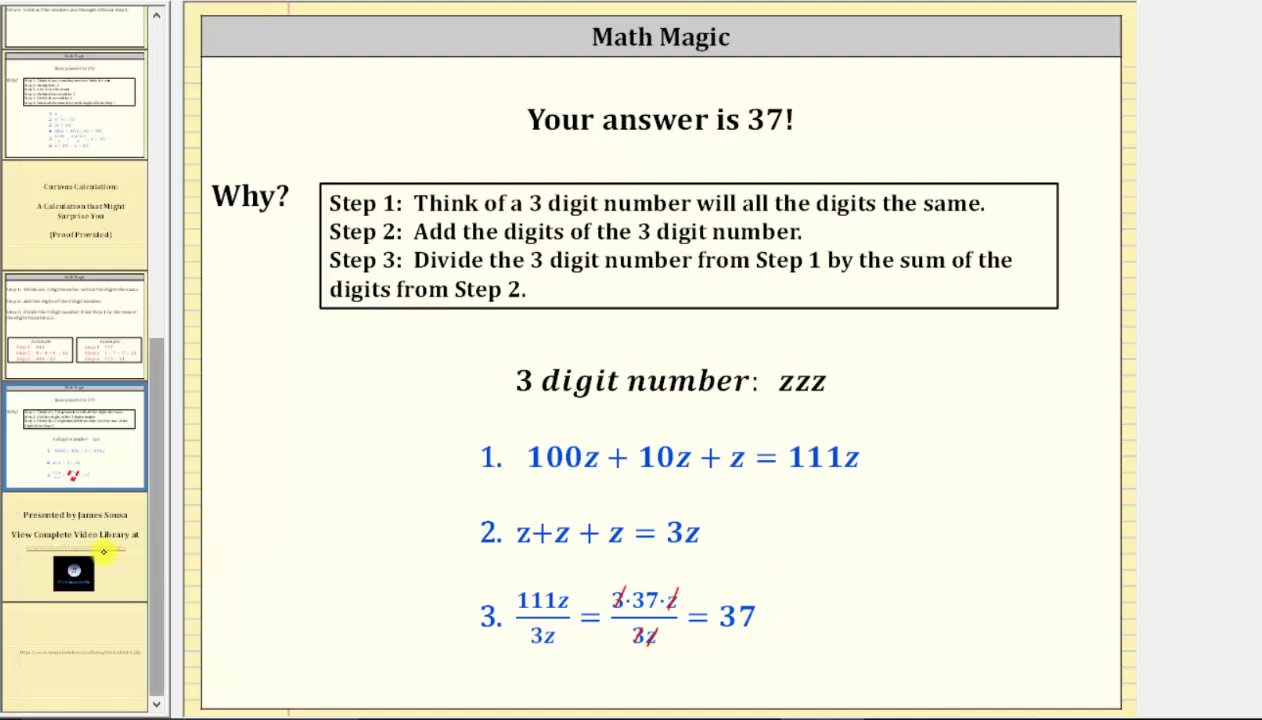 Math Magic
Your answer is 37!
Why?
Step 1: Think of a 3 digit number will all the digits the same.
Step 2: Add the digits of the 3 digit number.
Step 3: Divide the 3 digit number from Step 1 by the sum of the
digits from Step 2.
3 digit number: zzz
1. 100z + 10z + z = 111z
2. z+z + z = 3z
3. 111z/3z = 3·37·z/3z = 37
Curious Calculation:
A Calculation that Might
Surprise You
(Proof Provided)
Presented by James Sousa
View Complete Video Library at